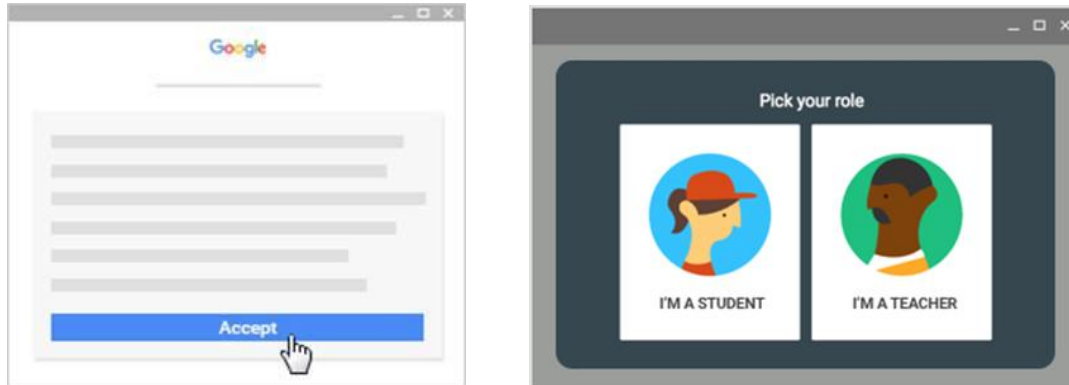 Google
Accept
Pick your role
I'M A STUDENT
I'M A TEACHER